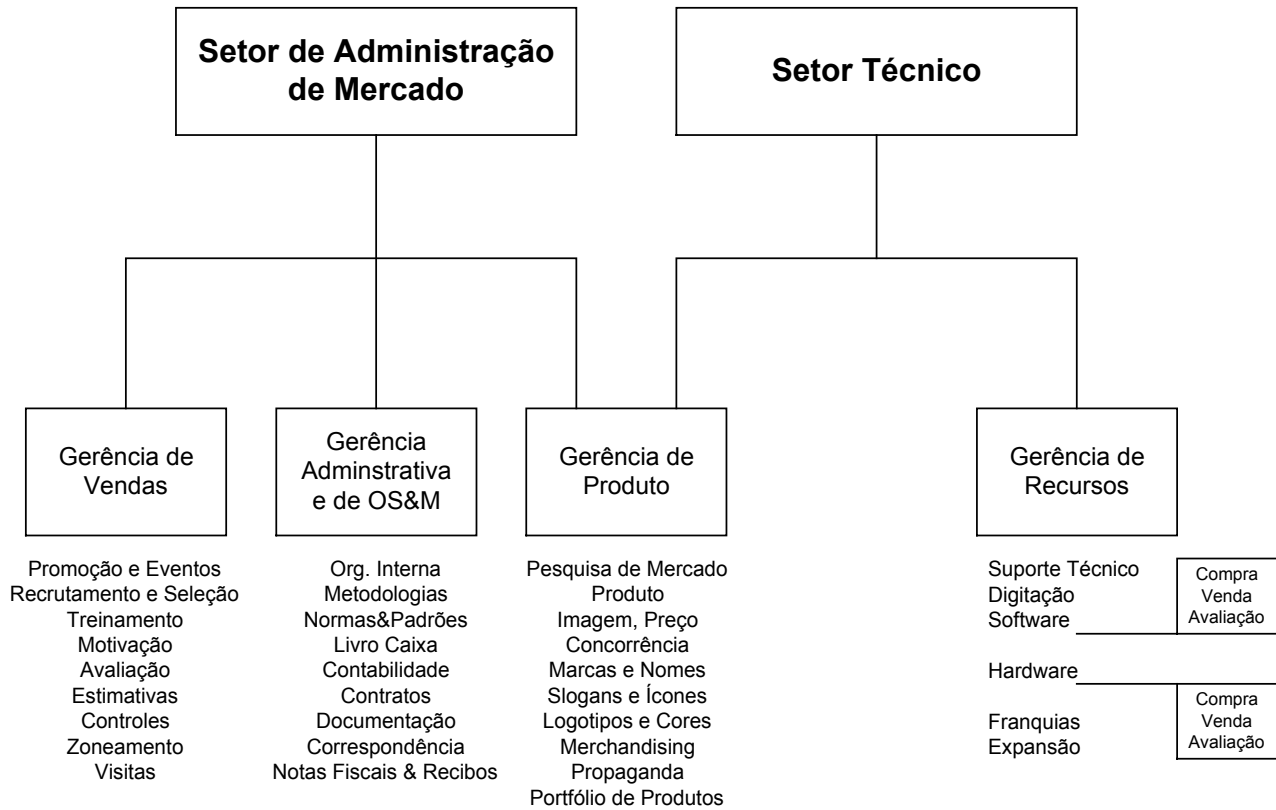 Setor de Administração
de Mercado
Setor Técnico
Gerência de
Vendas
Gerência
Adminstrativa
e de OS&M
Gerência de
Produto
Gerência de
Recursos
Promoção e Eventos
Recrutamento e Seleção
Treinamento
Motivação
Avaliação
Estimativas
Controles
Zoneamento
Visitas
Org. Interna
Metodologias
Normas&Padrões
Livro Caixa
Contabilidade
Contratos
Documentação
Correspondência
Notas Fiscais & Recibos
Pesquisa de Mercado
Produto
Imagem, Preço
Concorrência
Marcas e Nomes
Slogans e Ícones
Logotipos e Cores
Merchandising
Propaganda
Portfólio de Produtos
Suporte Técnico
Digitação
Software
Hardware
Franquias
Expansão
Compra
Venda
Avaliação
Compra
Venda
Avaliação